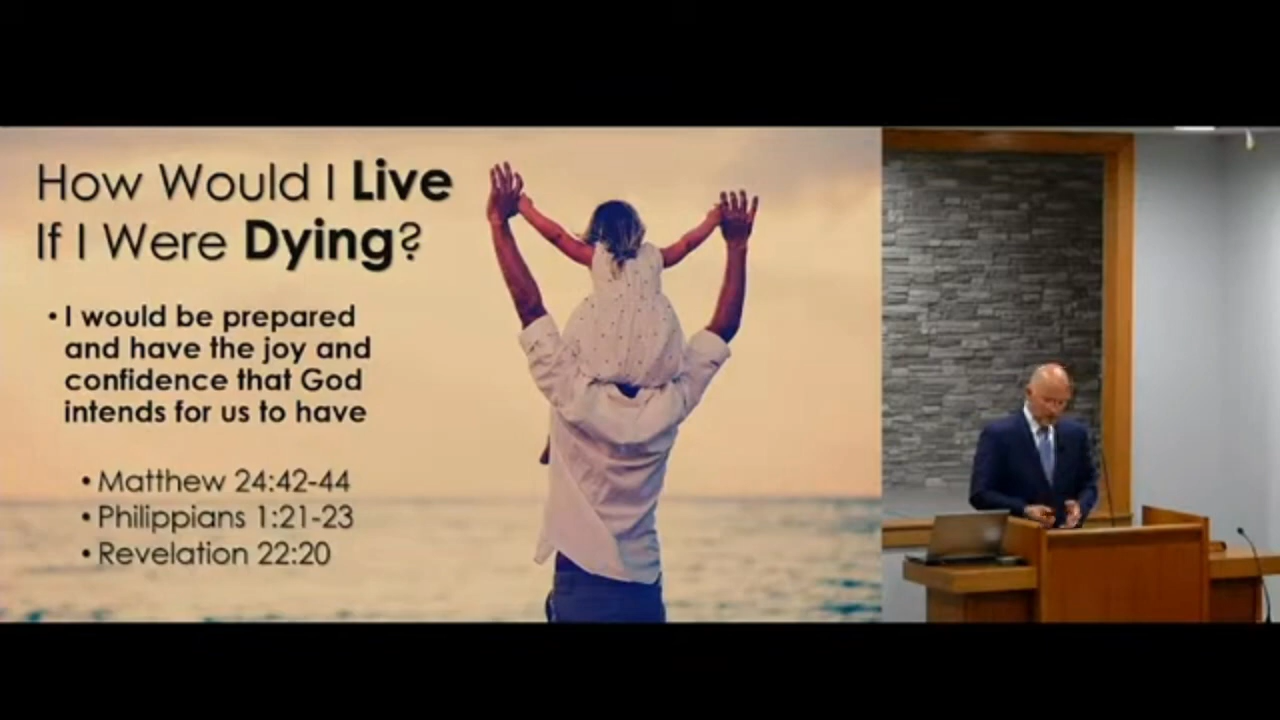 How Would I Live
If I Were Dying?
• I would be prepared
and have the joy and
confidence that God
intends for us to have
• Matthew 24:42-44
• Philippians 1:21-23
• Revelation 22:20